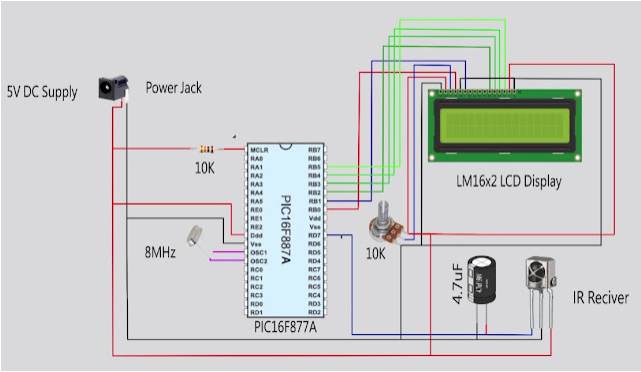 5V DC Supply
Power Jack
10K
MCLR
RA0
RA1
RA2
RA3
RA4
RA5
RE0
RE1
RE2
Ddd
Vss
OSC1
OSC2
RC0
RC1
RC2
RC3
RD0
RD1
PIC16F887A
RB7
RB6
RB5
RB4
RB3
RB2
RB1
RB0
Vdd
Vss
RD7
RD6
RD5
RD4
RC7
RC6
RC5
RC4
RD3
RD2
PIC16F877A
8MHz
LM16x2 LCD Display
10K
4.7uF
IR Reciver